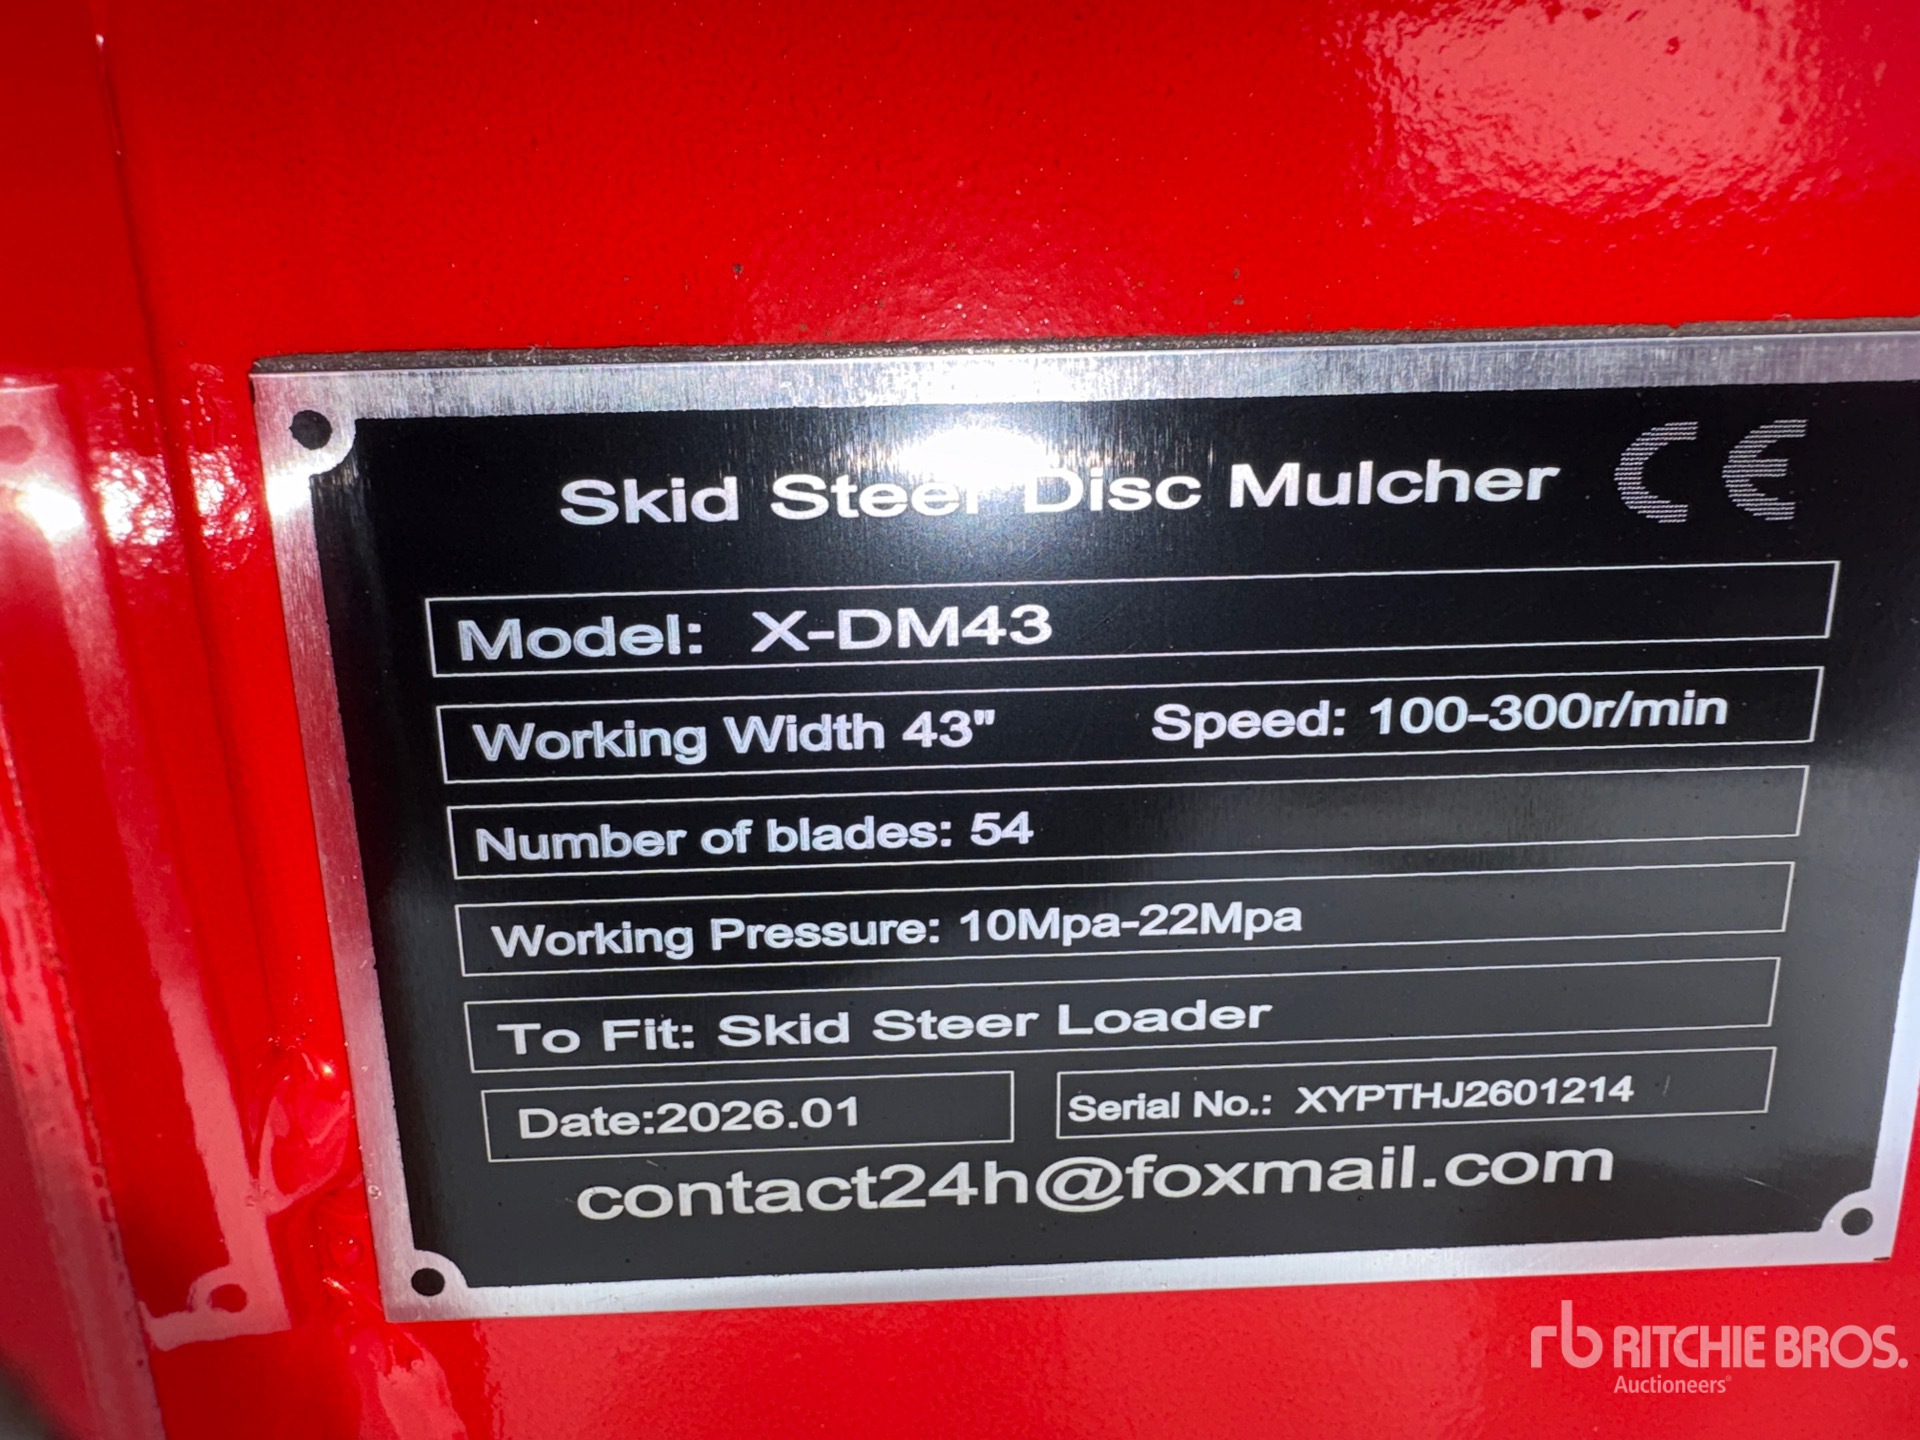 Skid Steer Disc Mulcher CE
Model: X-DM43
Working Width 43" Speed: 100-300r/min
Number of blades: 54
Working Pressure: 10Mpa-22Mpa
To Fit: Skid Steer Loader
Date:2026.01 Serial No.: XYPTHJ2601214
contact24h@foxmail.com
rb RITCHIE BROS.
Auctioneers®